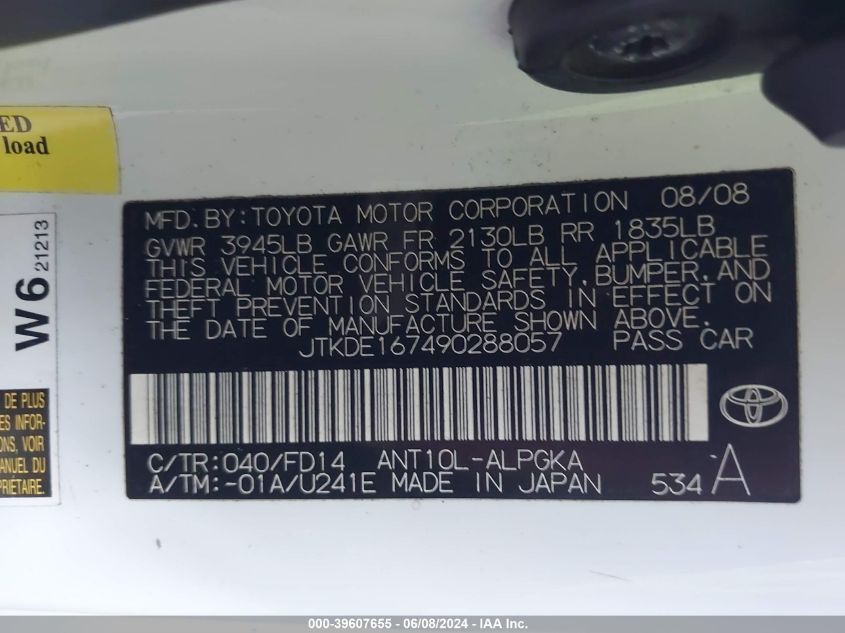 ED
load
W6 21213
DE PLUS
ES INFOR-
ONS, VOIR
MANUEL DU
PRIÉTAIRE.
MFD. BY: TOYOTA MOTOR CORPORATION 08/08
GVWR 3945LB GAWR FR 2130LB RR 1835LB
THIS VEHICLE CONFORMS TO ALL APPLICABLE
FEDERAL MOTOR VEHICLE SAFETY, BUMPER, AND
THEFT PREVENTION STANDARDS IN EFFECT ON
THE DATE OF MANUFACTURE SHOWN ABOVE.
JTKDE167490288057 PASS CAR
C/TR:040/FD14 ANT10L-ALPGKA
A/TM:-01A/U241E MADE IN JAPAN 534 A
000-39607655 - 06/08/2024 - IAA Inc.